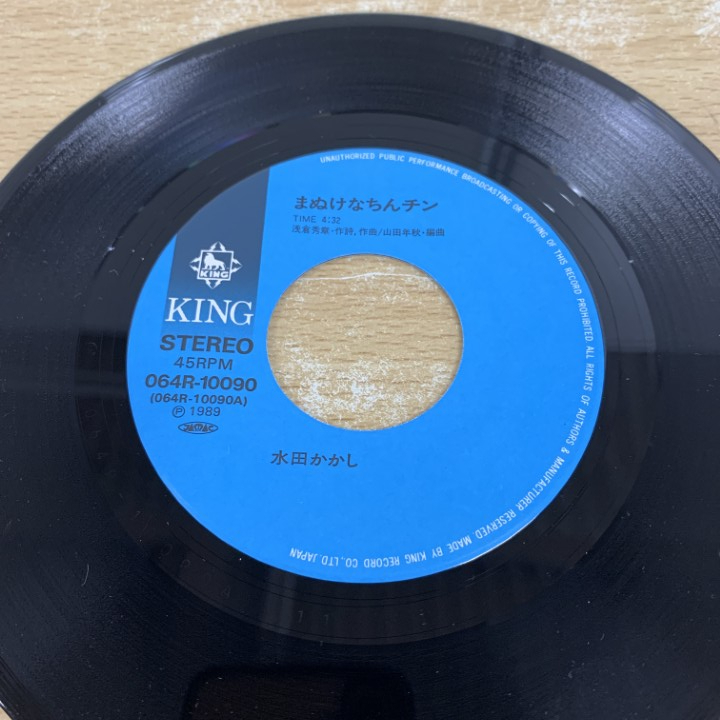 UNAUTHORIZED PUBLIC PERFORMANCE BROADCASTING OR COPYING OF THIS RECORD PROHIBITED. ALL RIGHTS OF AUTHORS & MANUFACTURER RESERVED MADE BY KING RECORD CO., LTD. JAPAN
まぬけなちんチン
TIME 4:32
浅倉秀章・作詩,作曲/山田年秋・編曲
KING
KING
STEREO
45RPM
064R-10090
(064R-10090A)
Ⓟ 1989
水田かかし